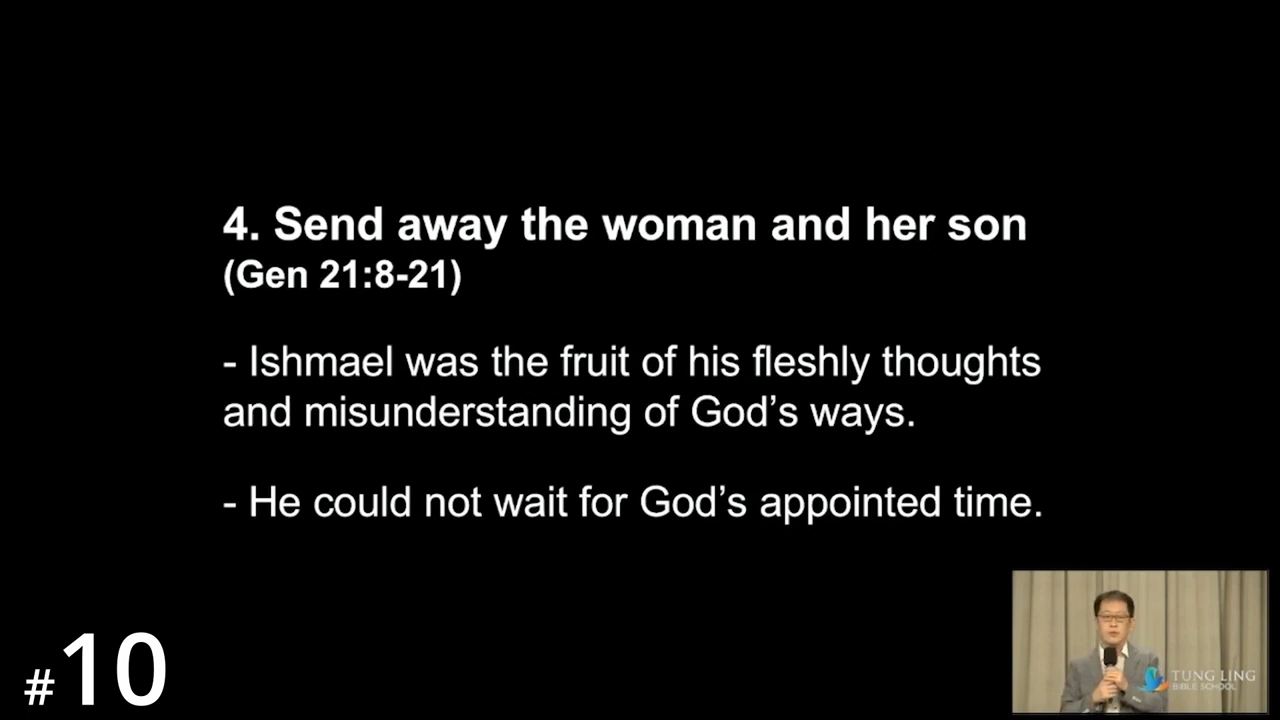 4. Send away the woman and her son
(Gen 21:8-21)
- Ishmael was the fruit of his fleshly thoughts
and misunderstanding of God’s ways.
- He could not wait for God’s appointed time.
#10
TUNG LING
BIBLE SCHOOL